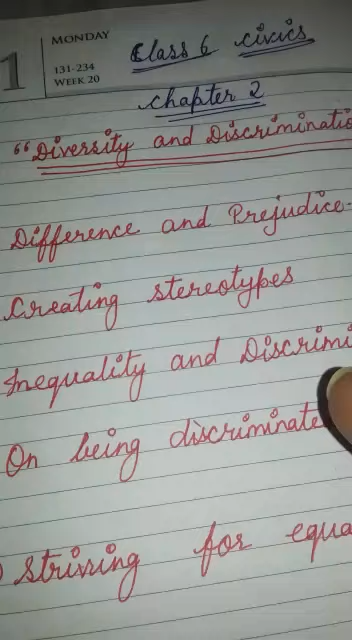 MONDAY
1
131-234
WEEK 20
Class 6 Civics
Chapter 2
"Diversity and Discriminatio
Difference and Prejudice-
Creating stereotypes
Inequality and Discrimi
On being discriminate
striving for equa